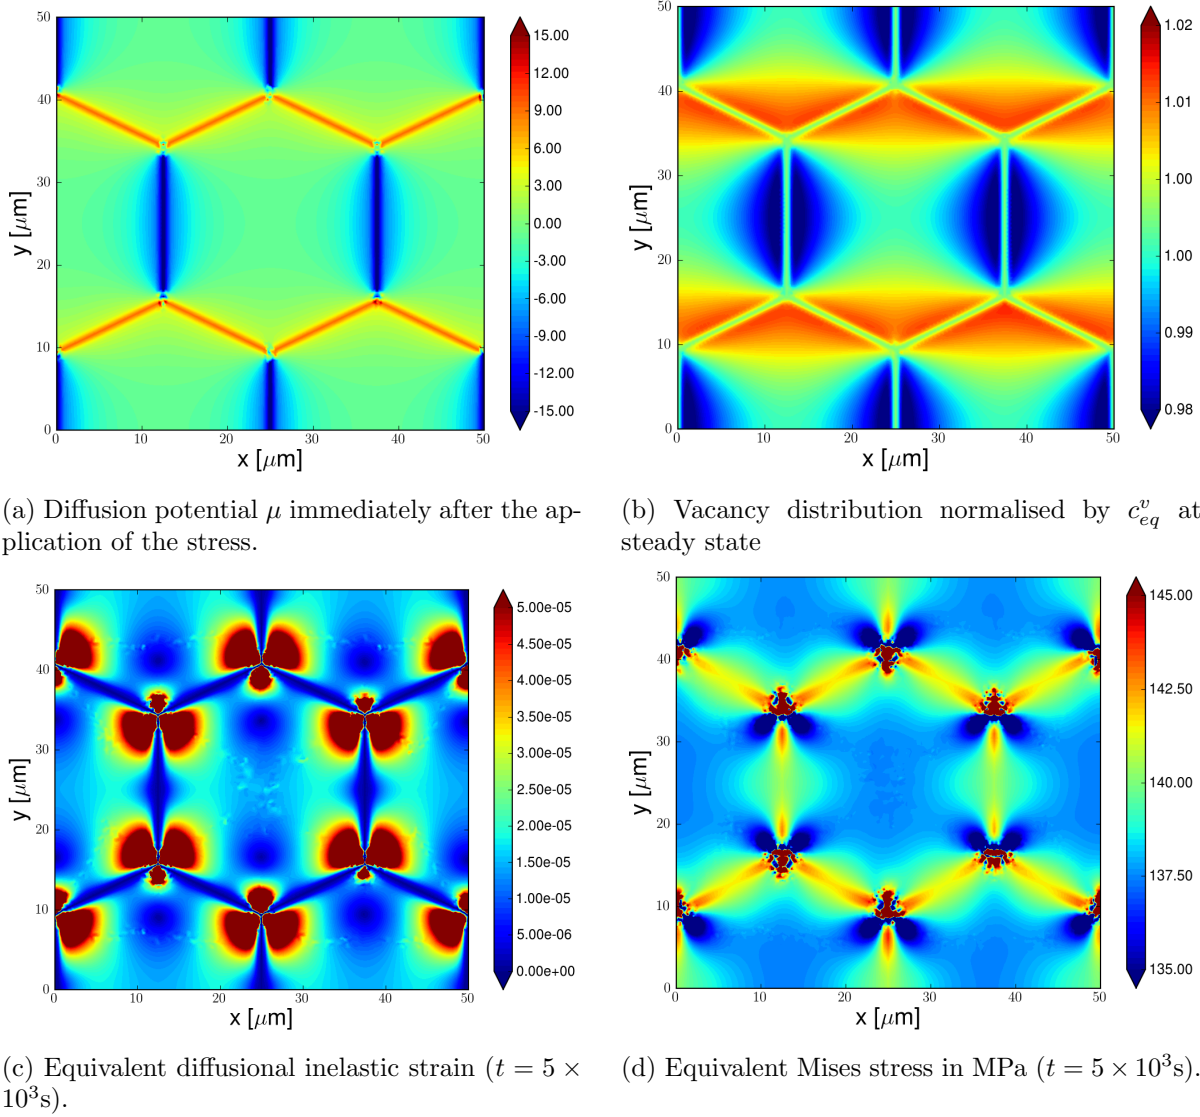 50
40
30
20
10
0
y [μm]
0 10 20 30 40 50
x [μm]
15.00
12.00
9.00
6.00
3.00
0.00
-3.00
-6.00
-9.00
-12.00
-15.00
50
40
30
20
10
0
y [μm]
0 10 20 30 40 50
x [μm]
1.02
1.01
1.00
1.00
0.99
0.98
(a) Diffusion potential μ immediately after the ap-
plication of the stress.
(b) Vacancy distribution normalised by c^v_{eq} at
steady state
50
40
30
20
10
0
y [μm]
0 10 20 30 40 50
x [μm]
5.00e-05
4.50e-05
4.00e-05
3.50e-05
3.00e-05
2.50e-05
2.00e-05
1.50e-05
1.00e-05
5.00e-06
0.00e+00
50
40
30
20
10
0
y [μm]
0 10 20 30 40 50
x [μm]
145.00
142.50
140.00
137.50
135.00
(c) Equivalent diffusional inelastic strain (t = 5 ×
10³s).
(d) Equivalent Mises stress in MPa (t = 5 × 10³s).